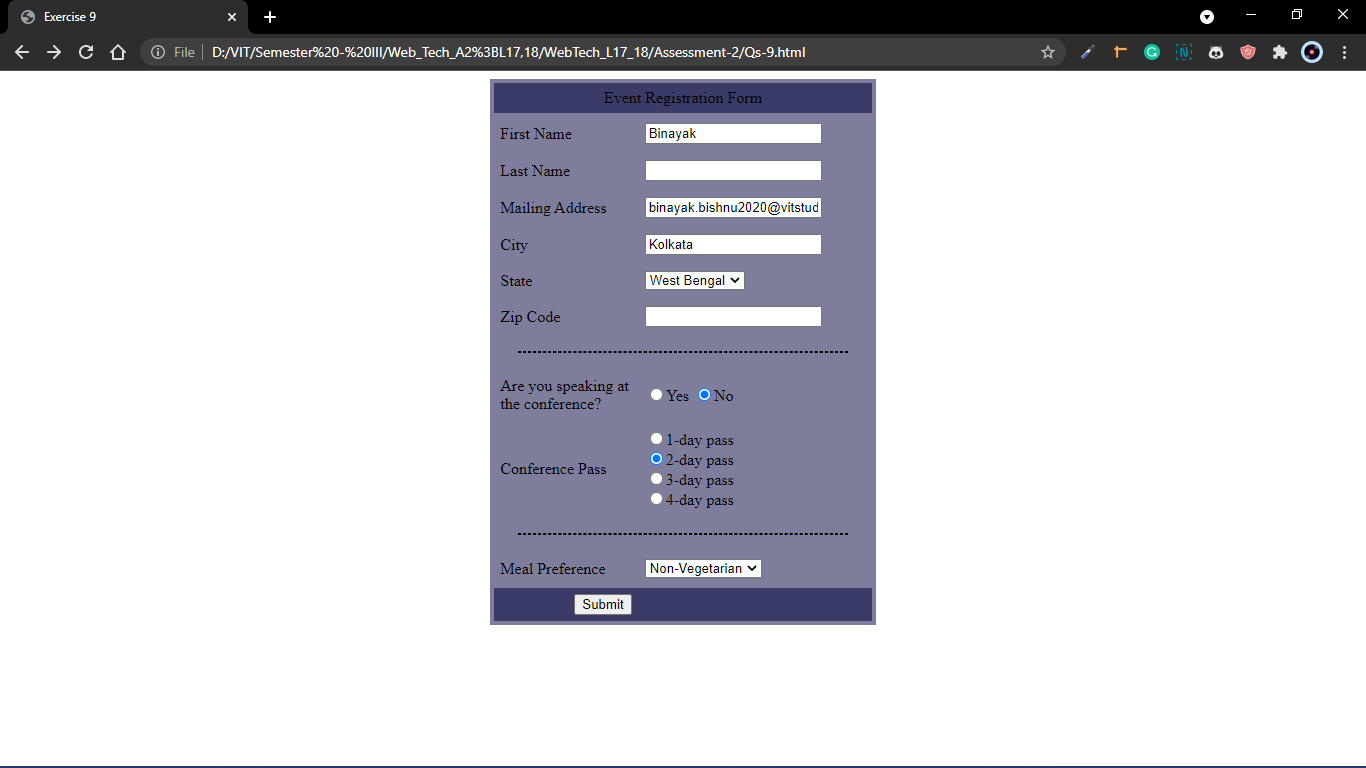 Exercise 9
File D:/VIT/Semester%20-%20III/Web_Tech_A2%3BL17,18/WebTech_L17_18/Assessment-2/Qs-9.html
Event Registration Form
First Name Binayak
Last Name
Mailing Address binayak.bishnu2020@vitstud
City Kolkata
State West Bengal
Zip Code
Are you speaking at
the conference?
Yes No
1-day pass
2-day pass
Conference Pass
3-day pass
4-day pass
Meal Preference Non-Vegetarian
Submit